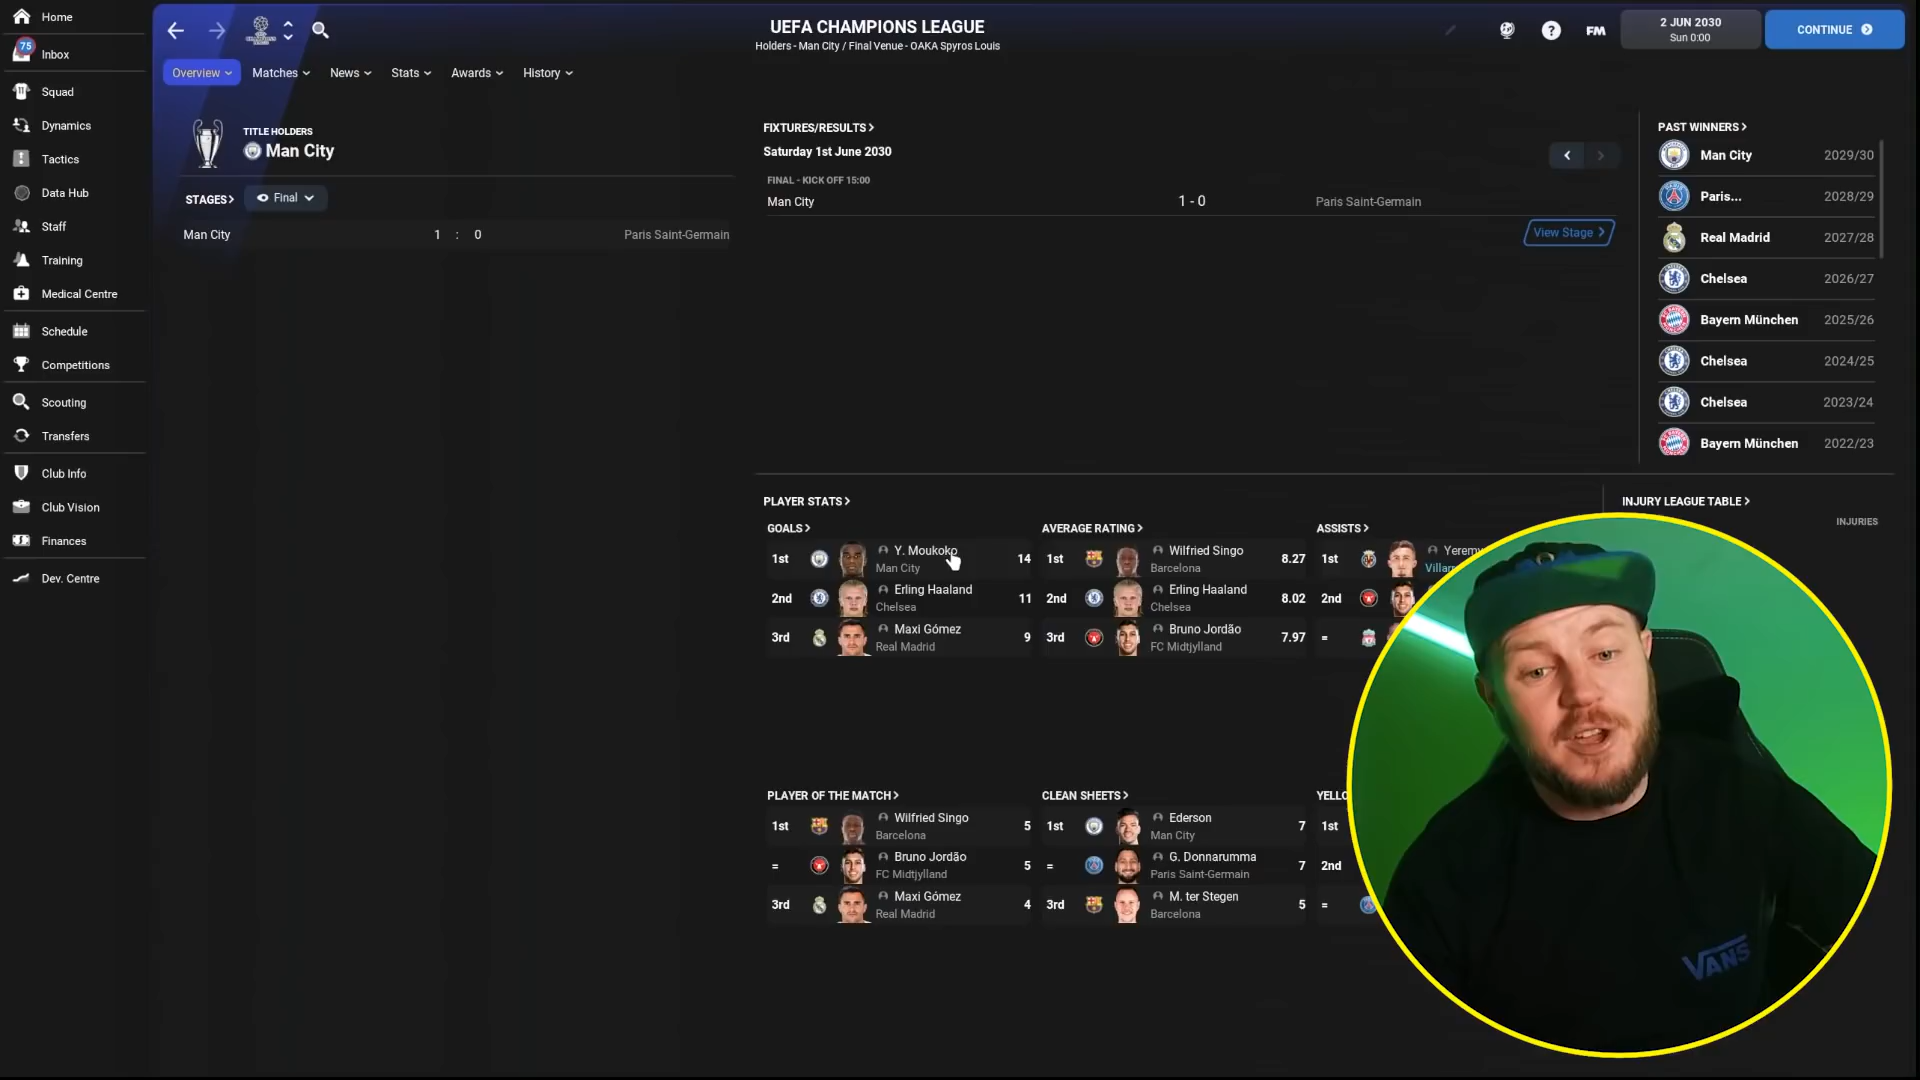 Home
75
Inbox
Squad
Dynamics
Tactics
Data Hub
Staff
Training
Medical Centre
Schedule
Competitions
Scouting
Transfers
Club Info
Club Vision
Finances
Dev. Centre
UEFA CHAMPIONS LEAGUE
Holders - Man City / Final Venue - OAKA Spyros Louis
?
FM
2 JUN 2030
Sun 0:00
CONTINUE
Overview
Matches
News
Stats
Awards
History
TITLE HOLDERS
Man City
STAGES
Final
Man City 1 : 0 Paris Saint-Germain
FIXTURES/RESULTS
Saturday 1st June 2030
FINAL - KICK OFF 15:00
Man City 1 - 0 Paris Saint-Germain
View Stage
PAST WINNERS
Man City 2029/30
Paris... 2028/29
Real Madrid 2027/28
Chelsea 2026/27
Bayern München 2025/26
Chelsea 2024/25
Chelsea 2023/24
Bayern München 2022/23
PLAYER STATS
GOALS
1st Y. Moukoko 14
Man City
2nd Erling Haaland 11
Chelsea
3rd Maxi Gómez 9
Real Madrid
AVERAGE RATING
1st Wilfried Singo 8.27
Barcelona
2nd Erling Haaland 8.02
Chelsea
3rd Bruno Jordão 7.97
FC Midtjylland
ASSISTS
1st Yeremy
Villar
2nd
=
INJURY LEAGUE TABLE
INJURIES
PLAYER OF THE MATCH
1st Wilfried Singo 5
Barcelona
= Bruno Jordão 5
FC Midtjylland
3rd Maxi Gómez 4
Real Madrid
CLEAN SHEETS
1st Ederson 7
Man City
= G. Donnarumma 7
Paris Saint-Germain
3rd M. ter Stegen 5
Barcelona
YELLO
1st
2nd
=
VANS